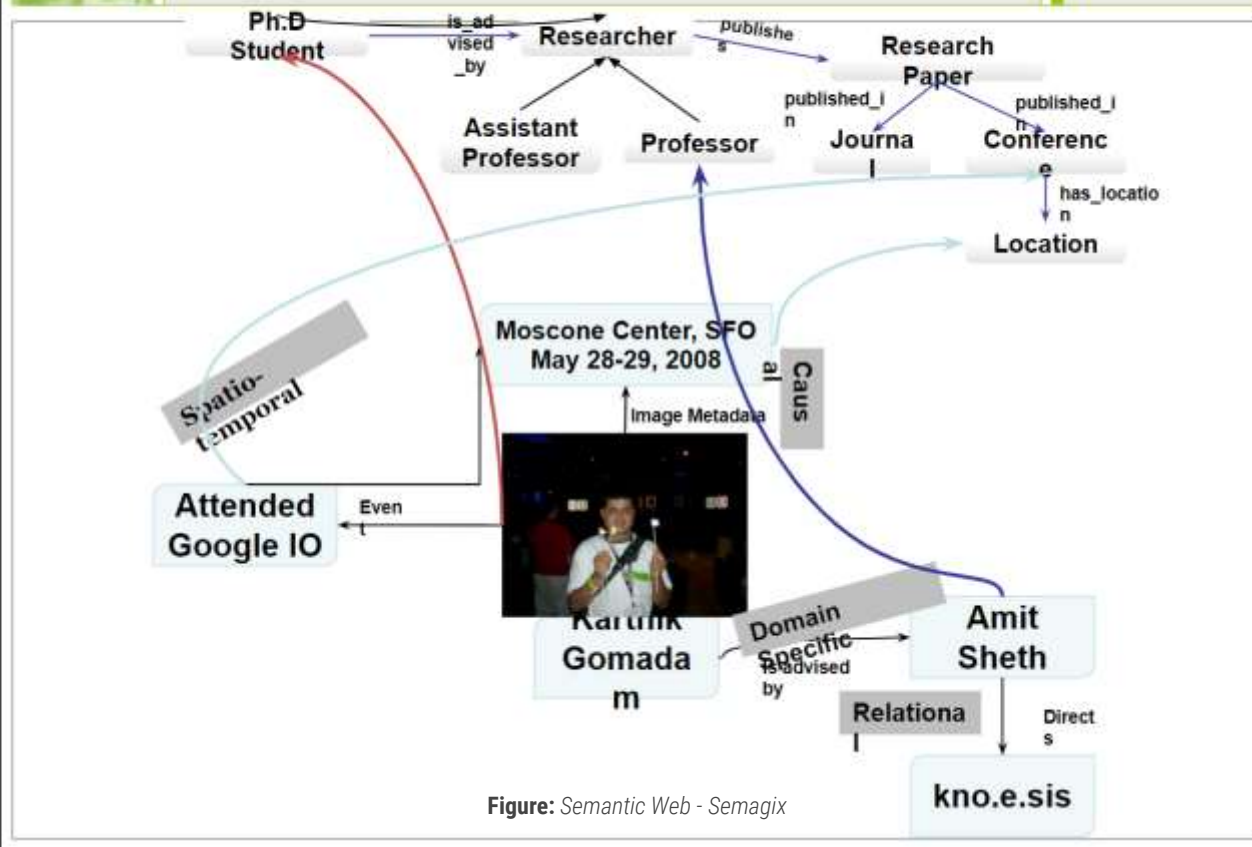 Ph.D
Student
is_ad
vised
_by
Researcher
publishe
s
Research
Paper
published_i
n
published_i
n
Assistant
Professor
Professor
Journa
l
Conferenc
e
has_locatio
n
Location
Moscone Center, SFO
May 28-29, 2008
Caus
al
Spatio-
temporal
Image Metadata
Attended
Google IO
Even
t
Karthik
Gomada
m
Domain
Specific
is advised
by
Amit
Sheth
Relationa
l
Direct
s
kno.e.sis
Figure: Semantic Web - Semagix